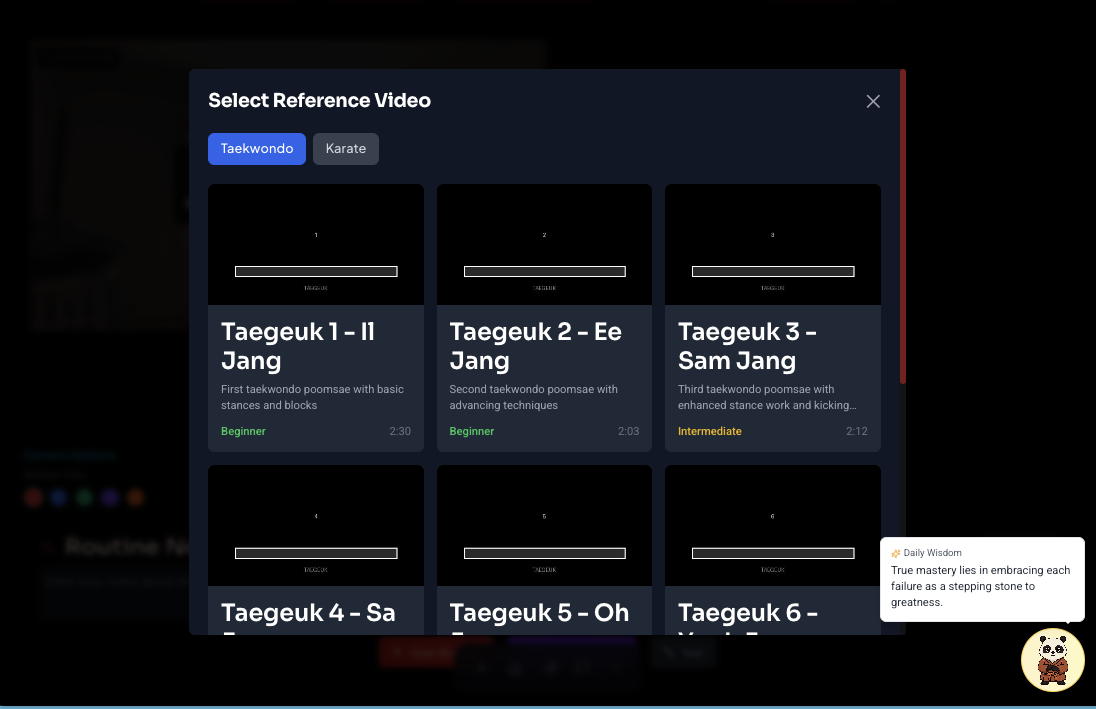 Select Reference Video
Taekwondo
Karate
1
TAEGEUK
2
TAEGEUK
3
TAEGEUK
Taegeuk 1 - Il
Jang
First taekwondo poomsae with basic
stances and blocks
Beginner
2:30
Taegeuk 2 - Ee
Jang
Second taekwondo poomsae with
advancing techniques
Beginner
2:03
Taegeuk 3 -
Sam Jang
Third taekwondo poomsae with
enhanced stance work and kicking...
Intermediate
2:12
4
TAEGEUK
5
TAEGEUK
6
TAEGEUK
Taegeuk 4 - Sa
Taegeuk 5 - Oh
Taegeuk 6 -
Daily Wisdom
True mastery lies in embracing each
failure as a stepping stone to
greatness.
Routine